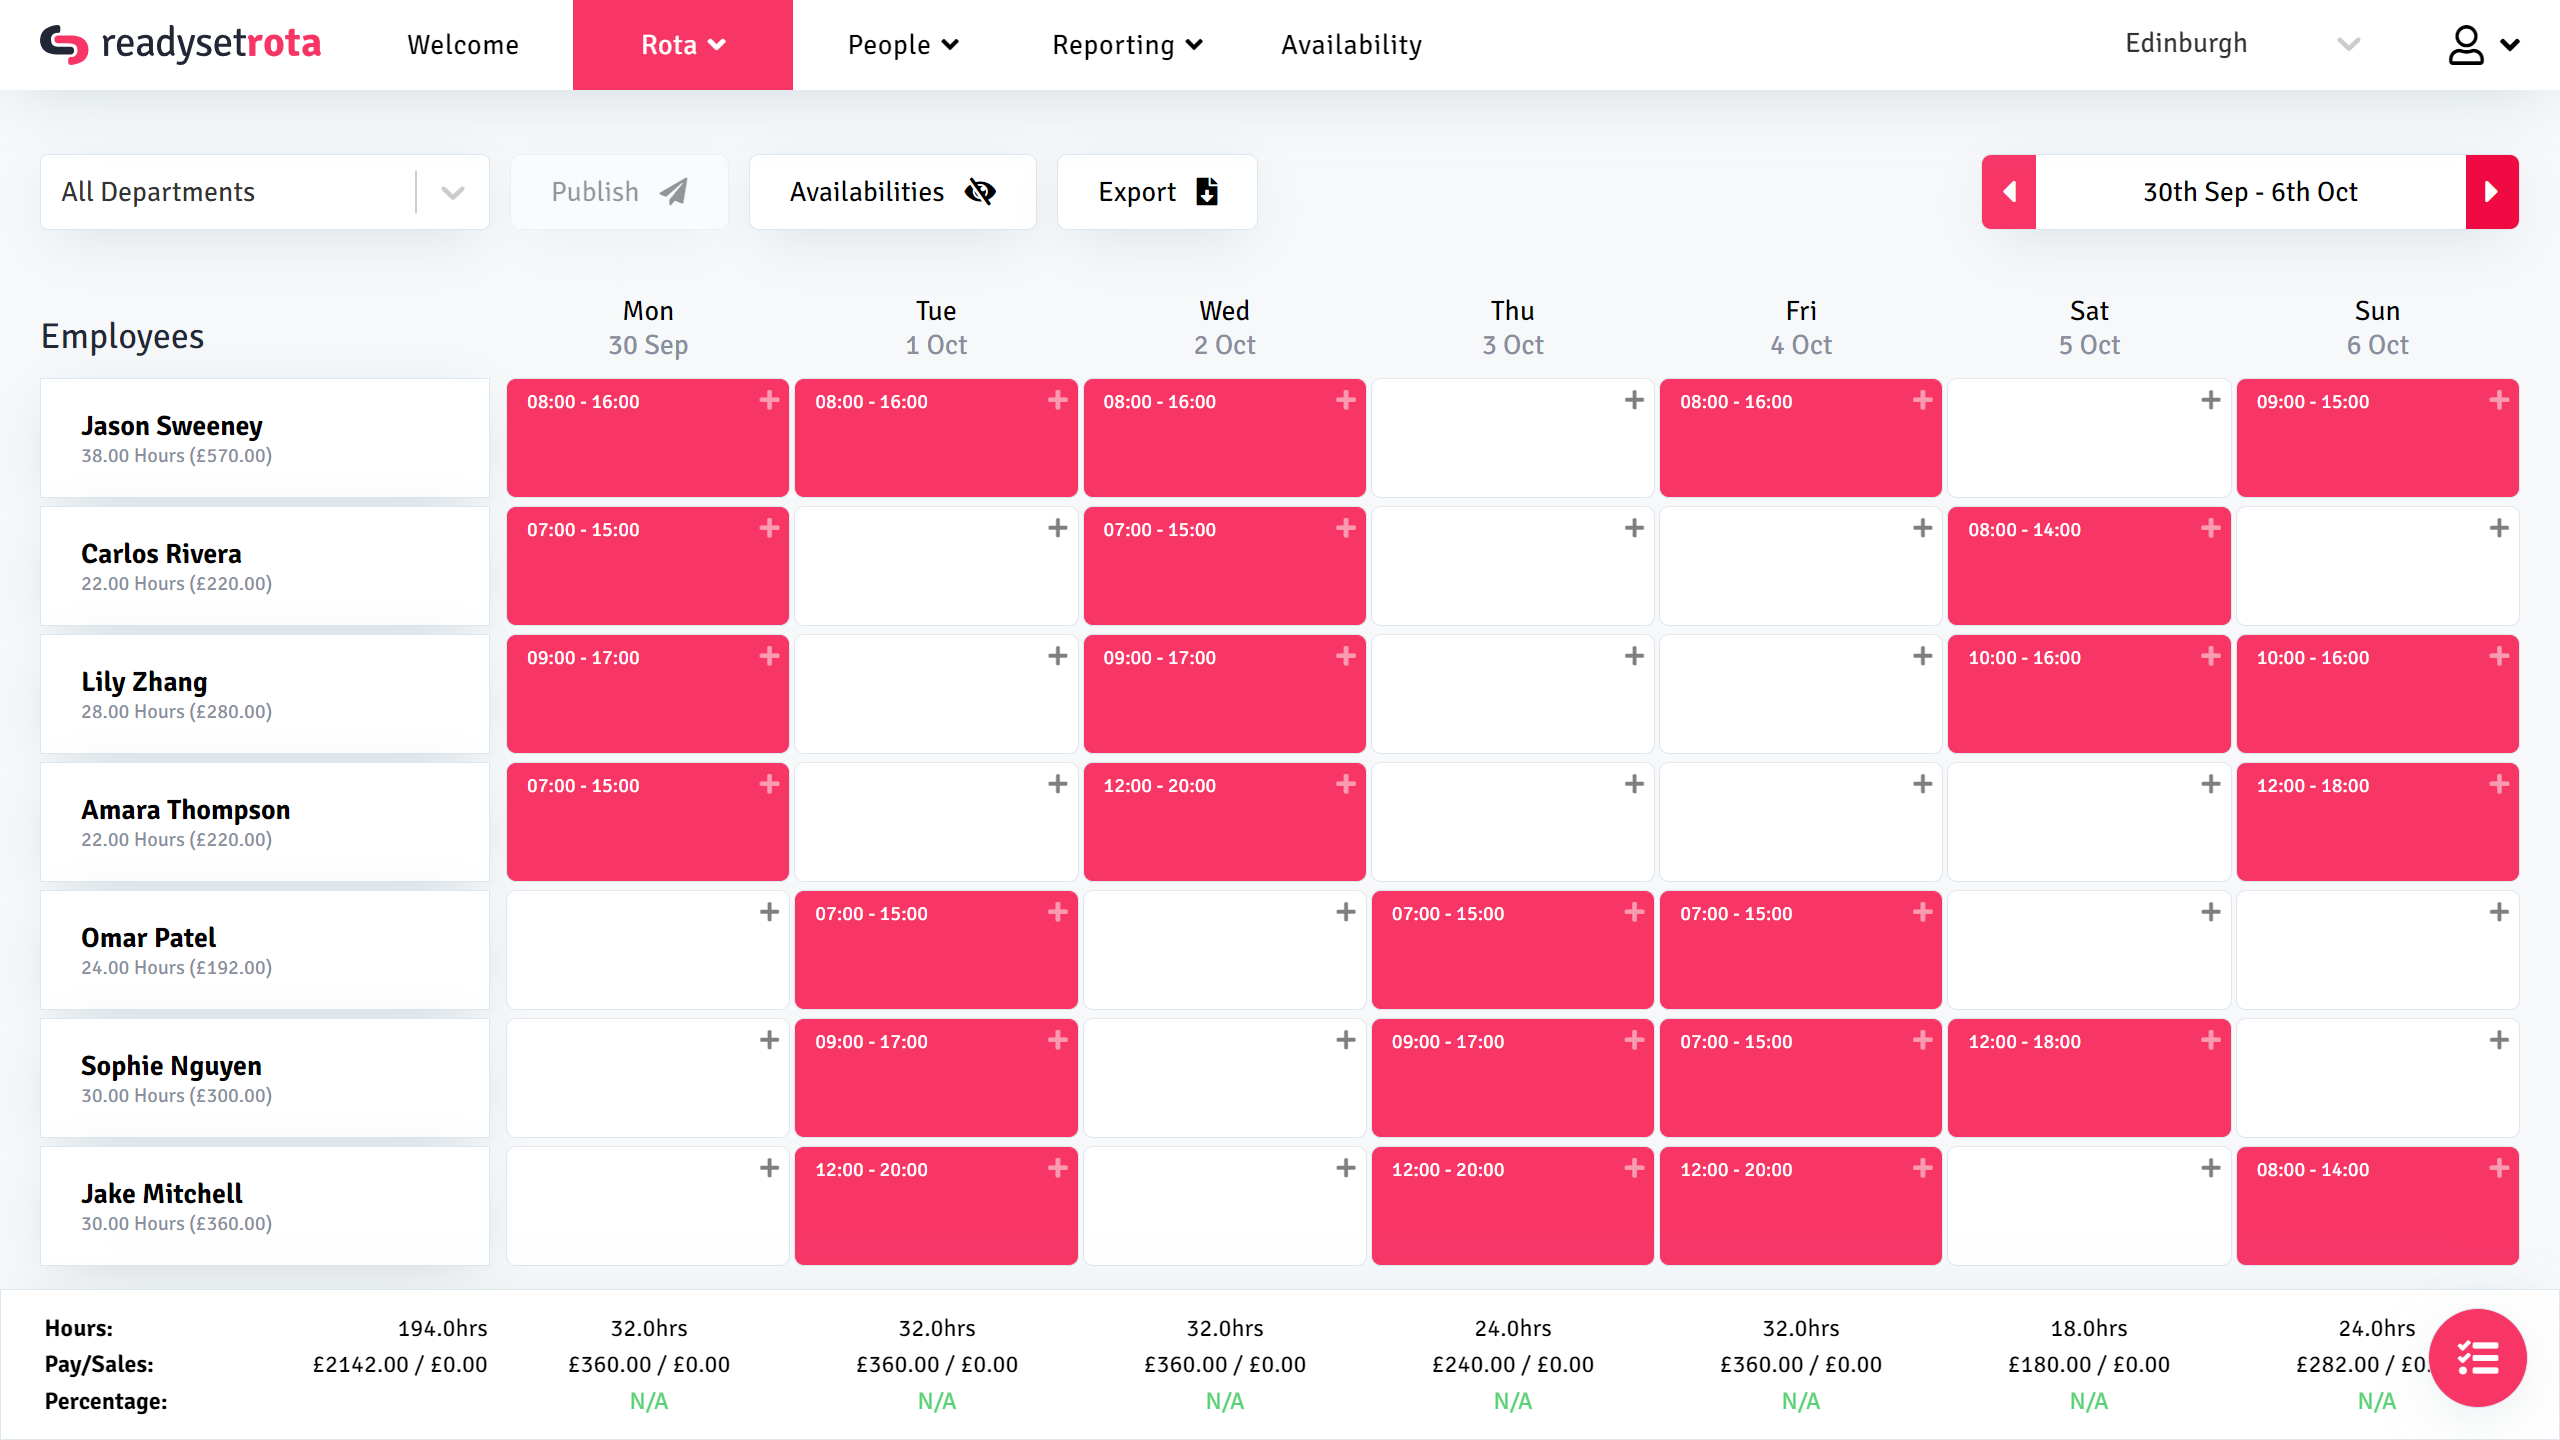 readysetrota Welcome Rota People Reporting Availability Edinburgh
All Departments Publish Availabilities Export 30th Sep - 6th Oct
Employees Mon Tue Wed Thu Fri Sat Sun
30 Sep 1 Oct 2 Oct 3 Oct 4 Oct 5 Oct 6 Oct
08:00 - 16:00 08:00 - 16:00 08:00 - 16:00 08:00 - 16:00 09:00 - 15:00
Jason Sweeney
38.00 Hours (£570.00)
07:00 - 15:00 07:00 - 15:00 08:00 - 14:00
Carlos Rivera
22.00 Hours (£220.00)
09:00 - 17:00 09:00 - 17:00 10:00 - 16:00 10:00 - 16:00
Lily Zhang
28.00 Hours (£280.00)
07:00 - 15:00 12:00 - 20:00 12:00 - 18:00
Amara Thompson
22.00 Hours (£220.00)
07:00 - 15:00 07:00 - 15:00 07:00 - 15:00
Omar Patel
24.00 Hours (£192.00)
09:00 - 17:00 09:00 - 17:00 07:00 - 15:00 12:00 - 18:00
Sophie Nguyen
30.00 Hours (£300.00)
12:00 - 20:00 12:00 - 20:00 12:00 - 20:00 08:00 - 14:00
Jake Mitchell
30.00 Hours (£360.00)
Hours: 194.0hrs 32.0hrs 32.0hrs 32.0hrs 24.0hrs 32.0hrs 18.0hrs 24.0hrs
Pay/Sales: £2142.00 / £0.00 £360.00 / £0.00 £360.00 / £0.00 £360.00 / £0.00 £240.00 / £0.00 £360.00 / £0.00 £180.00 / £0.00 £282.00 / £0.
Percentage: N/A N/A N/A N/A N/A N/A N/A